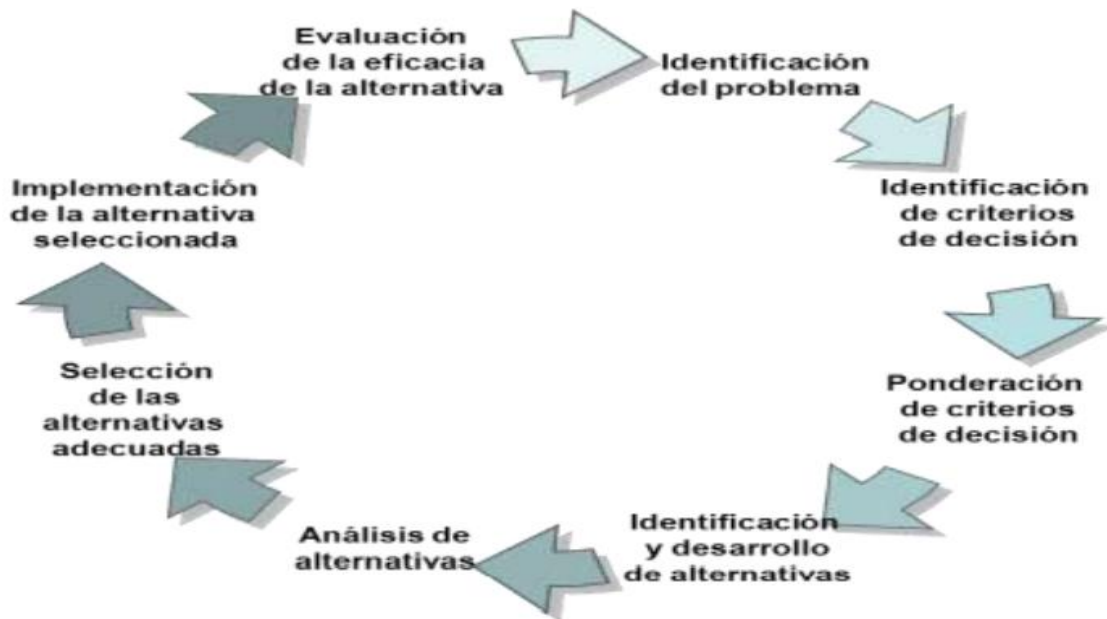 Evaluación
de la eficacia
de la alternativa
Identificación
del problema
Identificación
de criterios
de decisión
Ponderación
de criterios
de decisión
Identificación
y desarrollo
de alternativas
Análisis de
alternativas
Selección
de las
alternativas
adecuadas
Implementación
de la alternativa
seleccionada